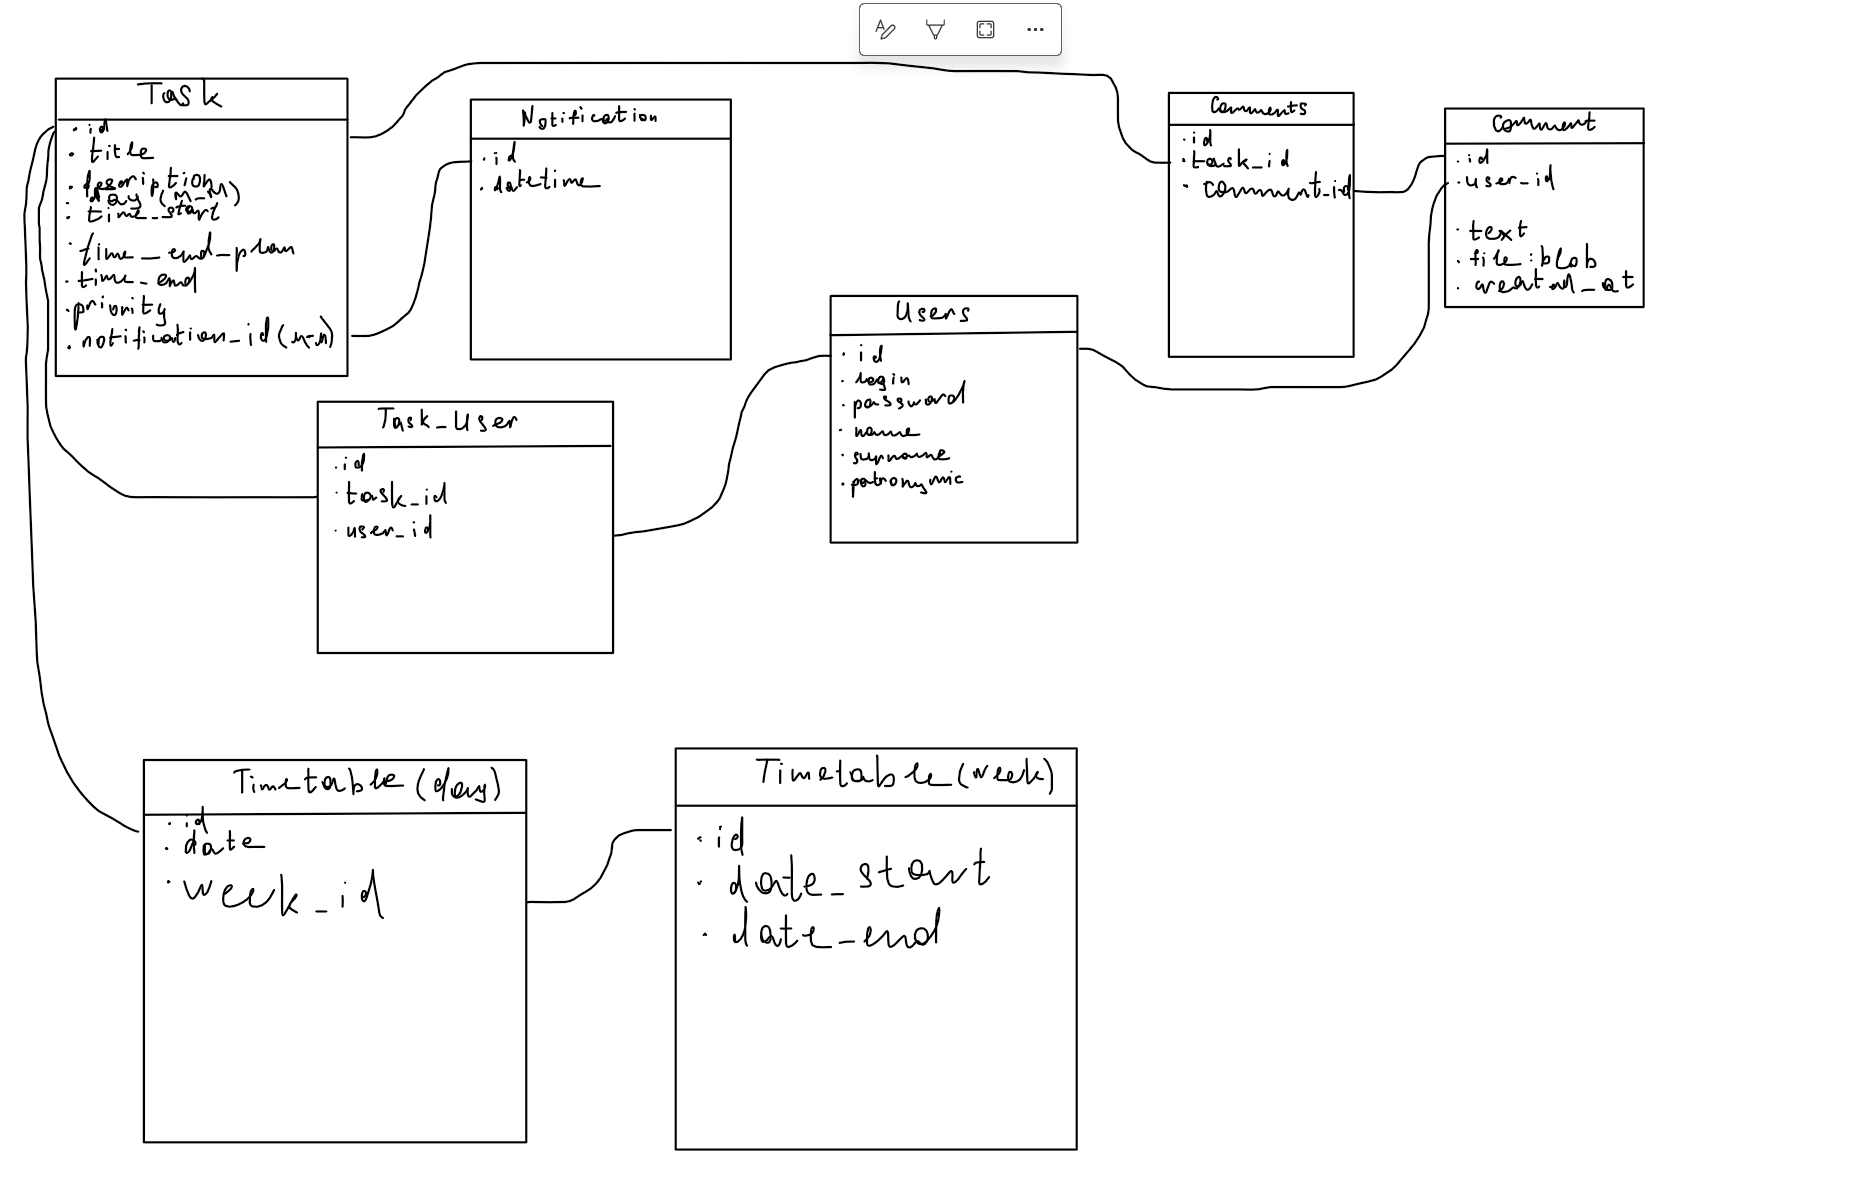 Task
id
title
description
day (m-m)
time_start
time_end_plan
time_end
priority
notification_id (m-m)
Notification
id
datetime
Comments
id
task_id
comment_id
Comment
id
user_id
text
file:blob
created_at
Users
id
login
password
name
surname
patronymic
Task_User
id
task_id
user_id
Timetable (day)
id
date
week_id
Timetable (week)
id
date_start
date_end